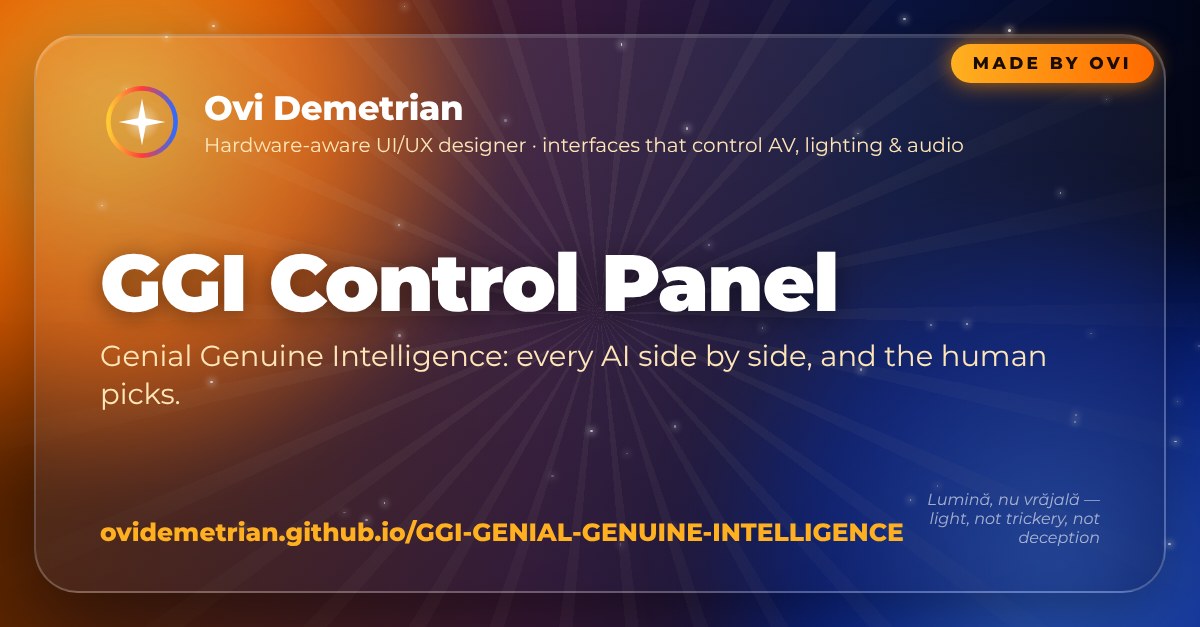 MADE BY OVI
Ovi Demetrian
Hardware-aware UI/UX designer · interfaces that control AV, lighting & audio
GGI Control Panel
Genial Genuine Intelligence: every AI side by side, and the human
picks.
ovidemetrian.github.io/GGI-GENIAL-GENUINE-INTELLIGENCE
Lumină, nu vrăjală —
light, not trickery, not
deception